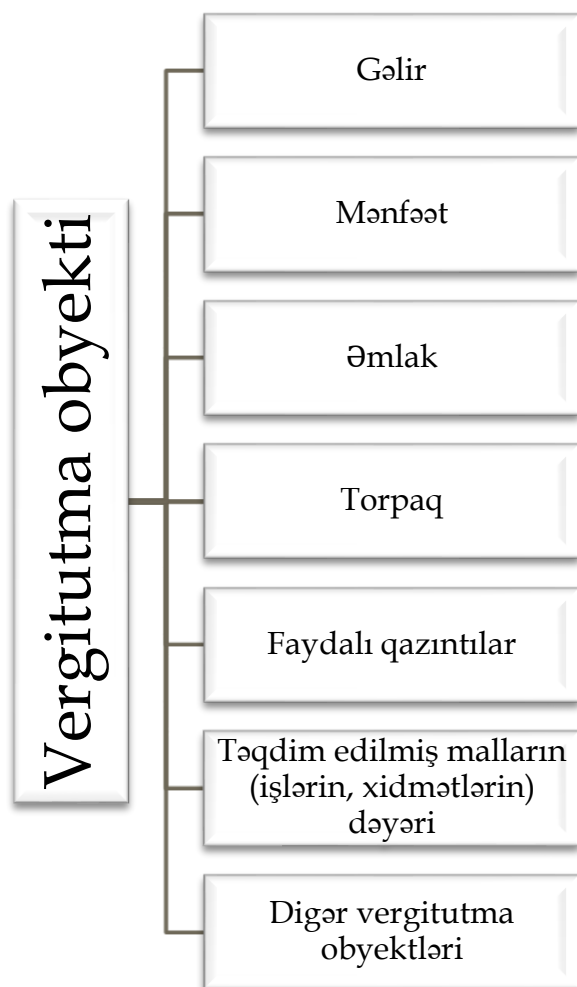 Vergitutma obyekti
Gəlir
Mənfəət
Əmlak
Torpaq
Faydalı qazıntılar
Təqdim edilmiş malların
(işlərin, xidmətlərin)
dəyəri
Digər vergitutma
obyektləri